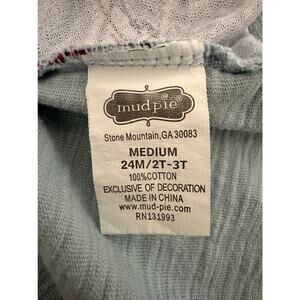 mudpie®
Stone Mountain,GA 30083
MEDIUM
24M/2T-3T
100%COTTON
EXCLUSIVE OF DECORATION
MADE IN CHINA
www.mud-pie.com
RN131993